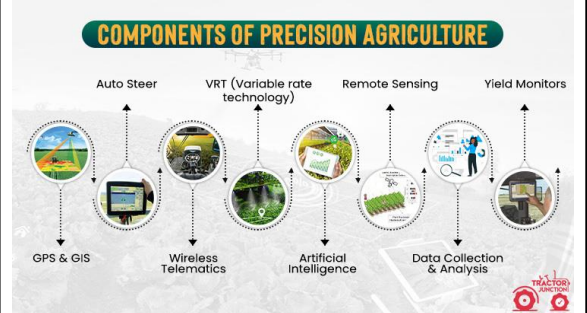 COMPONENTS OF PRECISION AGRICULTURE
Auto Steer
VRT (Variable rate
technology)
Remote Sensing
Yield Monitors
GPS & GIS
Wireless
Telematics
Artificial
Intelligence
Data Collection
& Analysis
TRACTOR
JUNCTION